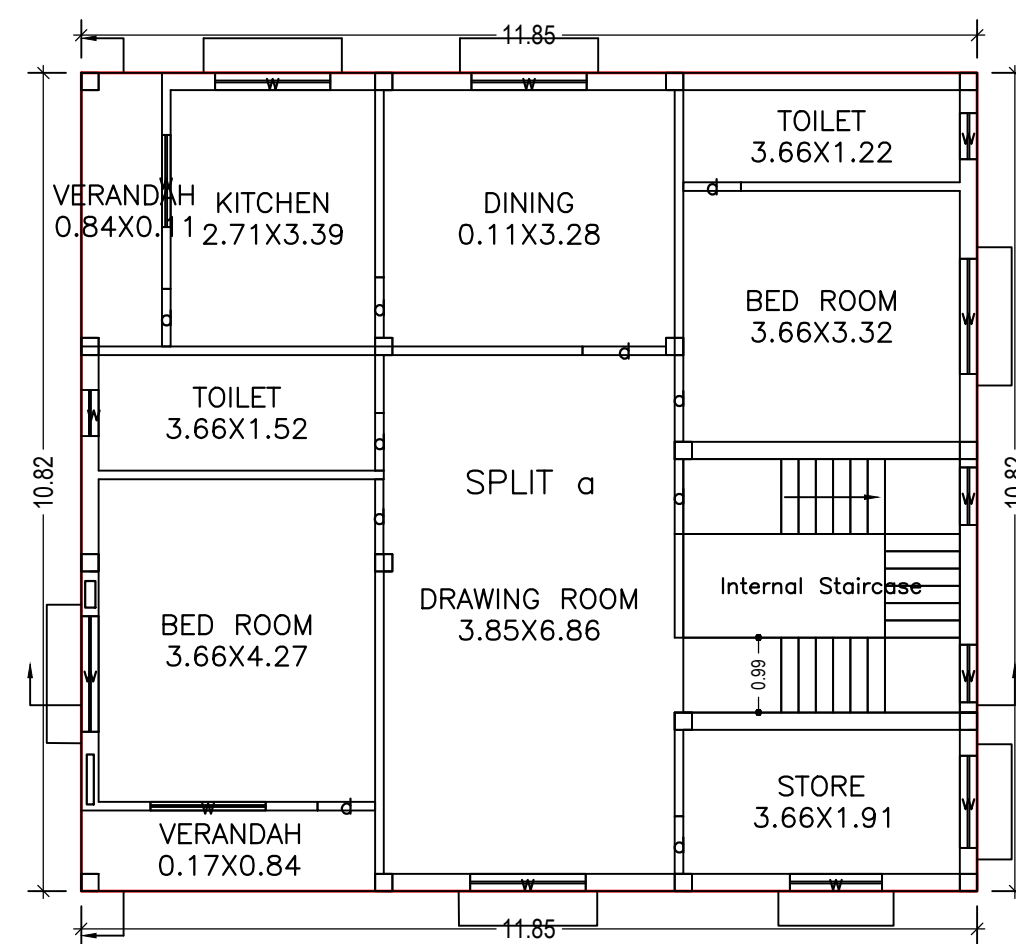 11.85
TOILET
3.66X1.22
W
W
W
d
VERANDAH
0.84X0.11
W
KITCHEN
2.71X3.39
DINING
0.11X3.28
BED ROOM
3.66X3.32
W
d
d
d
TOILET
3.66X1.52
W
d
d
10.82
10.82
SPLIT a
d
W
d
Internal Staircase
DRAWING ROOM
3.85X6.86
BED ROOM
3.66X4.27
W
0.99
W
STORE
3.66X1.91
W
W
d
VERANDAH
0.17X0.84
d
W
W
11.85